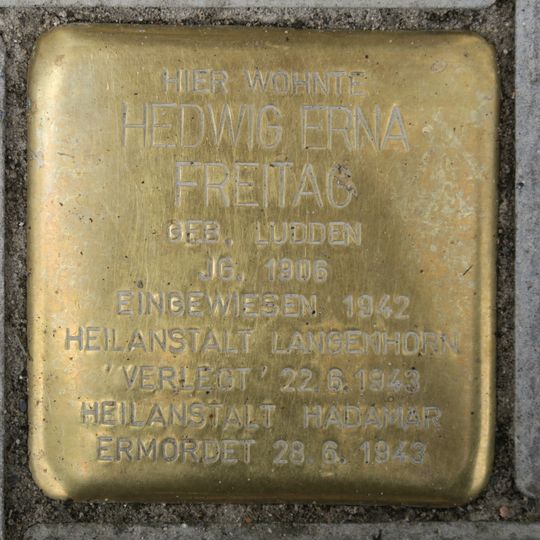 HIER WOHNTE
HEDWIG ERNA
FREITAG
GEB. LUDDEN
JG. 1906
EINGEWIESEN 1942
HEILANSTALT LANGENHORN
'VERLEGT' 22.6.1943
HEILANSTALT HADAMAR
ERMORDET 28.6.1943